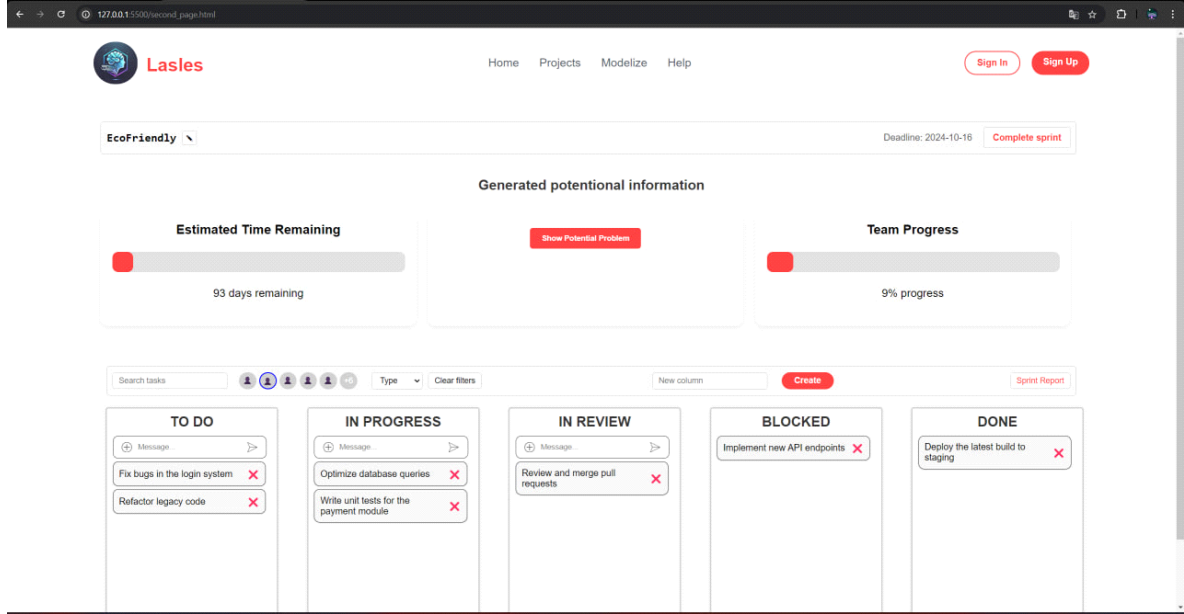 127.0.0.1:5500/second_page.html
Lasles
Home Projects Modelize Help
Sign In
Sign Up
EcoFriendly
Deadline: 2024-10-16
Complete sprint
Generated potentional information
Estimated Time Remaining
93 days remaining
Show Potential Problem
Team Progress
9% progress
Search tasks
+6
Type
Clear filters
New column
Create
Sprint Report
TO DO
Message...
Fix bugs in the login system
Refactor legacy code
IN PROGRESS
Message...
Optimize database queries
Write unit tests for the
payment module
IN REVIEW
Message...
Review and merge pull
requests
BLOCKED
Implement new API endpoints
DONE
Deploy the latest build to
staging